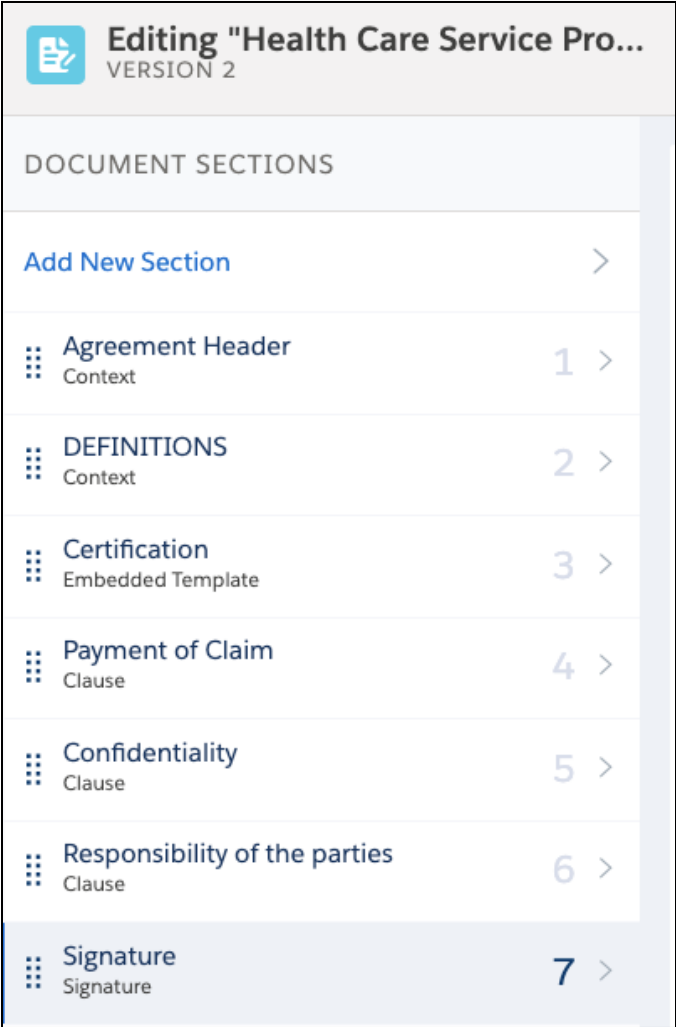 Editing "Health Care Service Pro...
VERSION 2
DOCUMENT SECTIONS
Add New Section
Agreement Header
Context
1
DEFINITIONS
Context
2
Certification
Embedded Template
3
Payment of Claim
Clause
4
Confidentiality
Clause
5
Responsibility of the parties
Clause
6
Signature
Signature
7